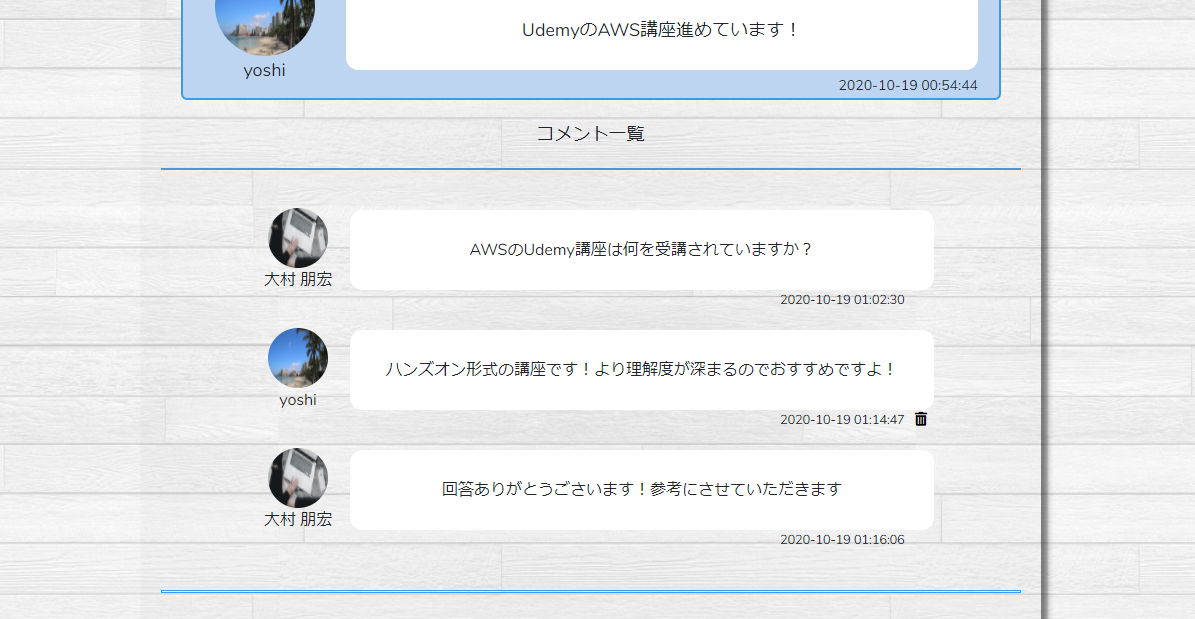 UdemyのAWS講座進めています！
yoshi
2020-10-19 00:54:44
コメント一覧
AWSのUdemy講座は何を受講されていますか？
大村 朋宏
2020-10-19 01:02:30
ハンズオン形式の講座です！より理解度が深まるのでおすすめですよ！
yoshi
2020-10-19 01:14:47
回答ありがとうございます！参考にさせていただきます
大村 朋宏
2020-10-19 01:16:06